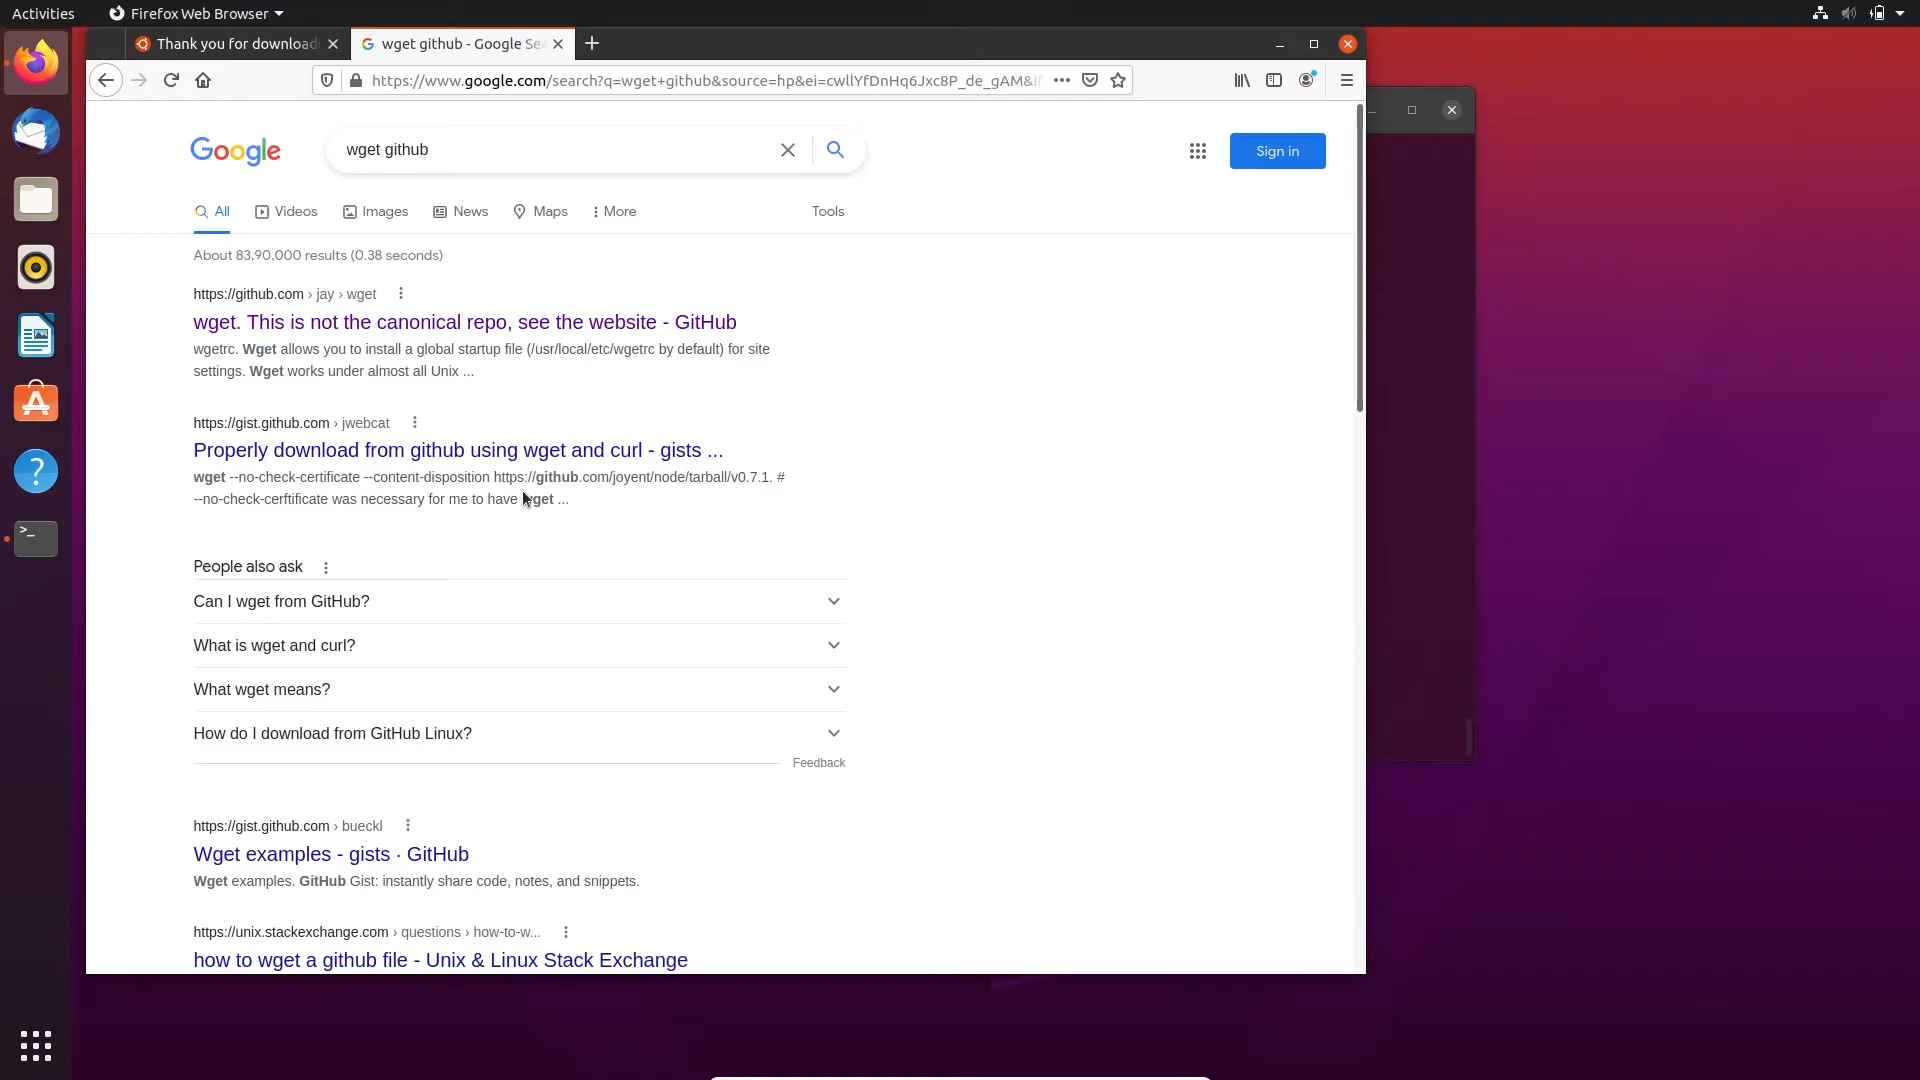 Activities
Firefox Web Browser
Thank you for downloadi
wget github - Google Sea
https://www.google.com/search?q=wget+github&source=hp&ei=cwllYfDnHq6Jxc8P_de_gAM&if
Google
wget github
Sign in
All
Videos
Images
News
Maps
More
Tools
About 83,90,000 results (0.38 seconds)
https://github.com › jay › wget
wget. This is not the canonical repo, see the website - GitHub
wgetrc. Wget allows you to install a global startup file (/usr/local/etc/wgetrc by default) for site
settings. Wget works under almost all Unix ...
https://gist.github.com › jwebcat
Properly download from github using wget and curl - gists ...
wget --no-check-certificate --content-disposition https://github.com/joyent/node/tarball/v0.7.1. #
--no-check-cerftificate was necessary for me to have wget ...
People also ask
Can I wget from GitHub?
What is wget and curl?
What wget means?
How do I download from GitHub Linux?
Feedback
https://gist.github.com › bueckl
Wget examples - gists · GitHub
Wget examples. GitHub Gist: instantly share code, notes, and snippets.
https://unix.stackexchange.com › questions › how-to-w...
how to wget a github file - Unix & Linux Stack Exchange